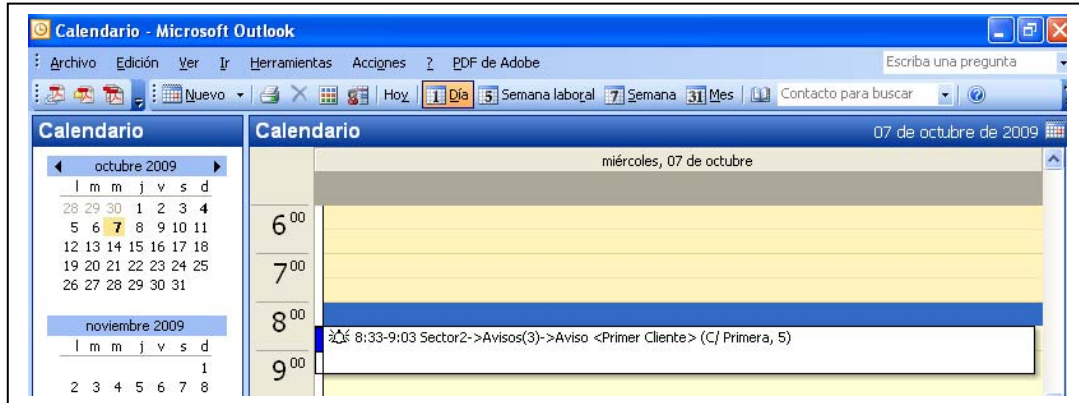 Calendario - Microsoft Outlook
Archivo Edición Ver Ir Herramientas Acciones ? PDF de Adobe Escriba una pregunta
Nuevo Hoy 1 Día 5 Semana laboral 7 Semana 31 Mes Contacto para buscar
Calendario
octubre 2009
l m m j v s d
28 29 30 1 2 3 4
5 6 7 8 9 10 11
12 13 14 15 16 17 18
19 20 21 22 23 24 25
26 27 28 29 30 31
noviembre 2009
l m m j v s d
1
2 3 4 5 6 7 8
Calendario 07 de octubre de 2009
miércoles, 07 de octubre
6 00
7 00
8 00
8:33-9:03 Sector2->Avisos(3)->Aviso <Primer Cliente> (C/ Primera, 5)
9 00